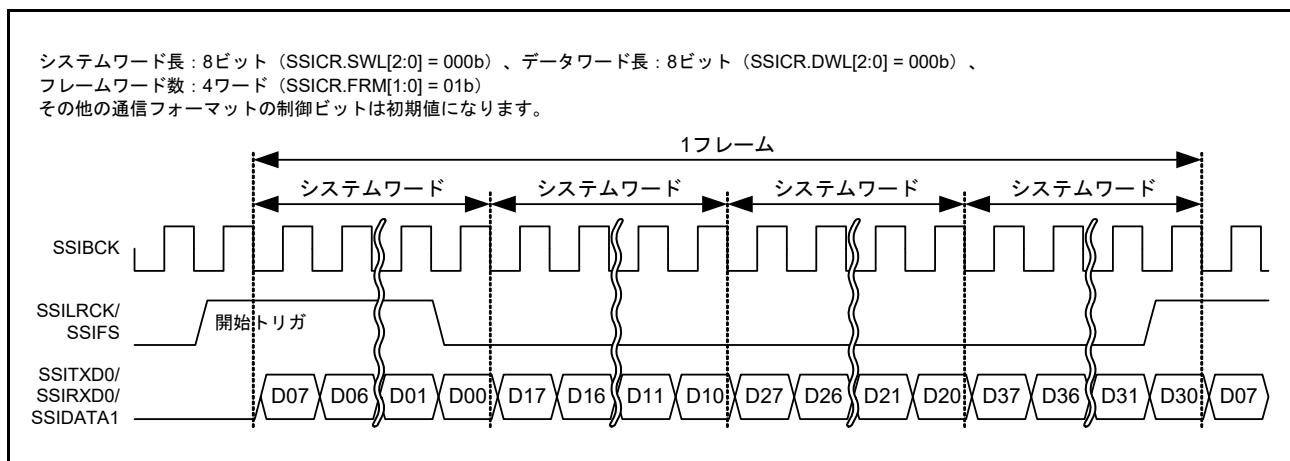 システムワード長：8ビット（SSICR.SWL[2:0] = 000b）、データワード長：8ビット（SSICR.DWL[2:0] = 000b）、
フレームワード数：4ワード（SSICR.FRM[1:0] = 01b）
その他の通信フォーマットの制御ビットは初期値になります。
1フレーム
システムワード システムワード システムワード システムワード
SSIBCK
SSILRCK/
SSIFS
開始トリガ
SSITXD0/
SSIRXD0/
SSIDATA1
D07 D06 D01 D00 D17 D16 D11 D10 D27 D26 D21 D20 D37 D36 D31 D30 D07